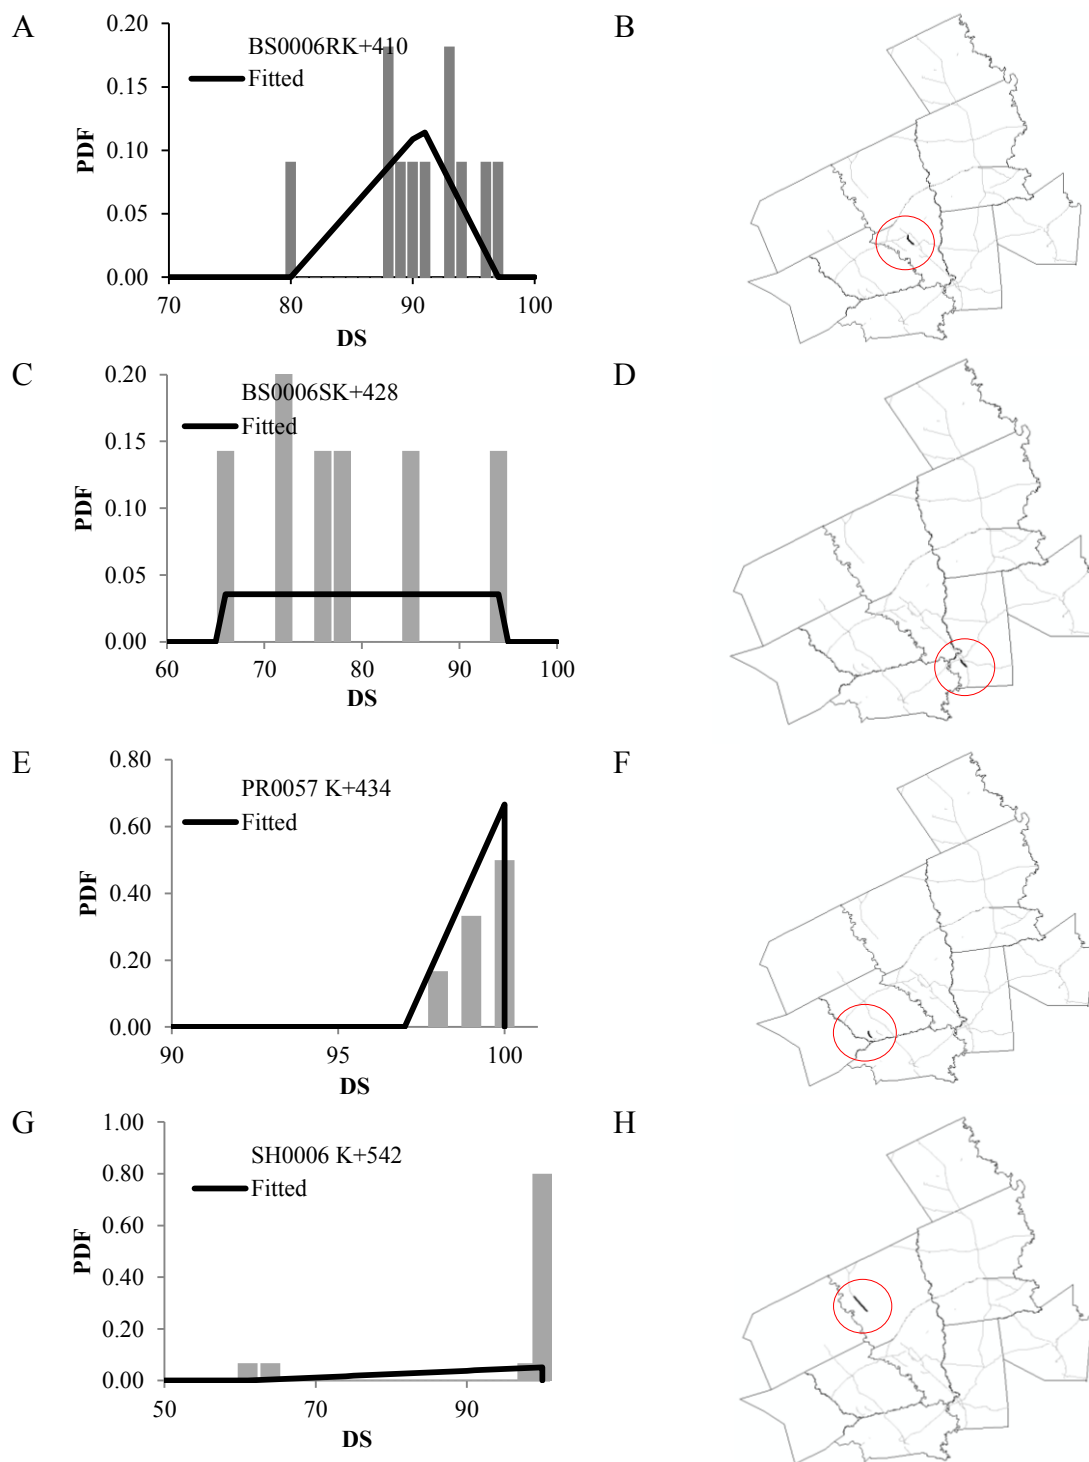 A
B
0.20
BS0006RK+410
Fitted
0.15
PDF
0.10
0.05
0.00
70 80 90 100
DS
C
D
0.20
BS0006SK+428
Fitted
0.15
PDF
0.10
0.05
0.00
60 70 80 90 100
DS
E
F
0.80
PR0057 K+434
Fitted
0.60
PDF
0.40
0.20
0.00
90 95 100
DS
G
H
1.00
SH0006 K+542
0.80
Fitted
0.60
PDF
0.40
0.20
0.00
50 70 90
DS